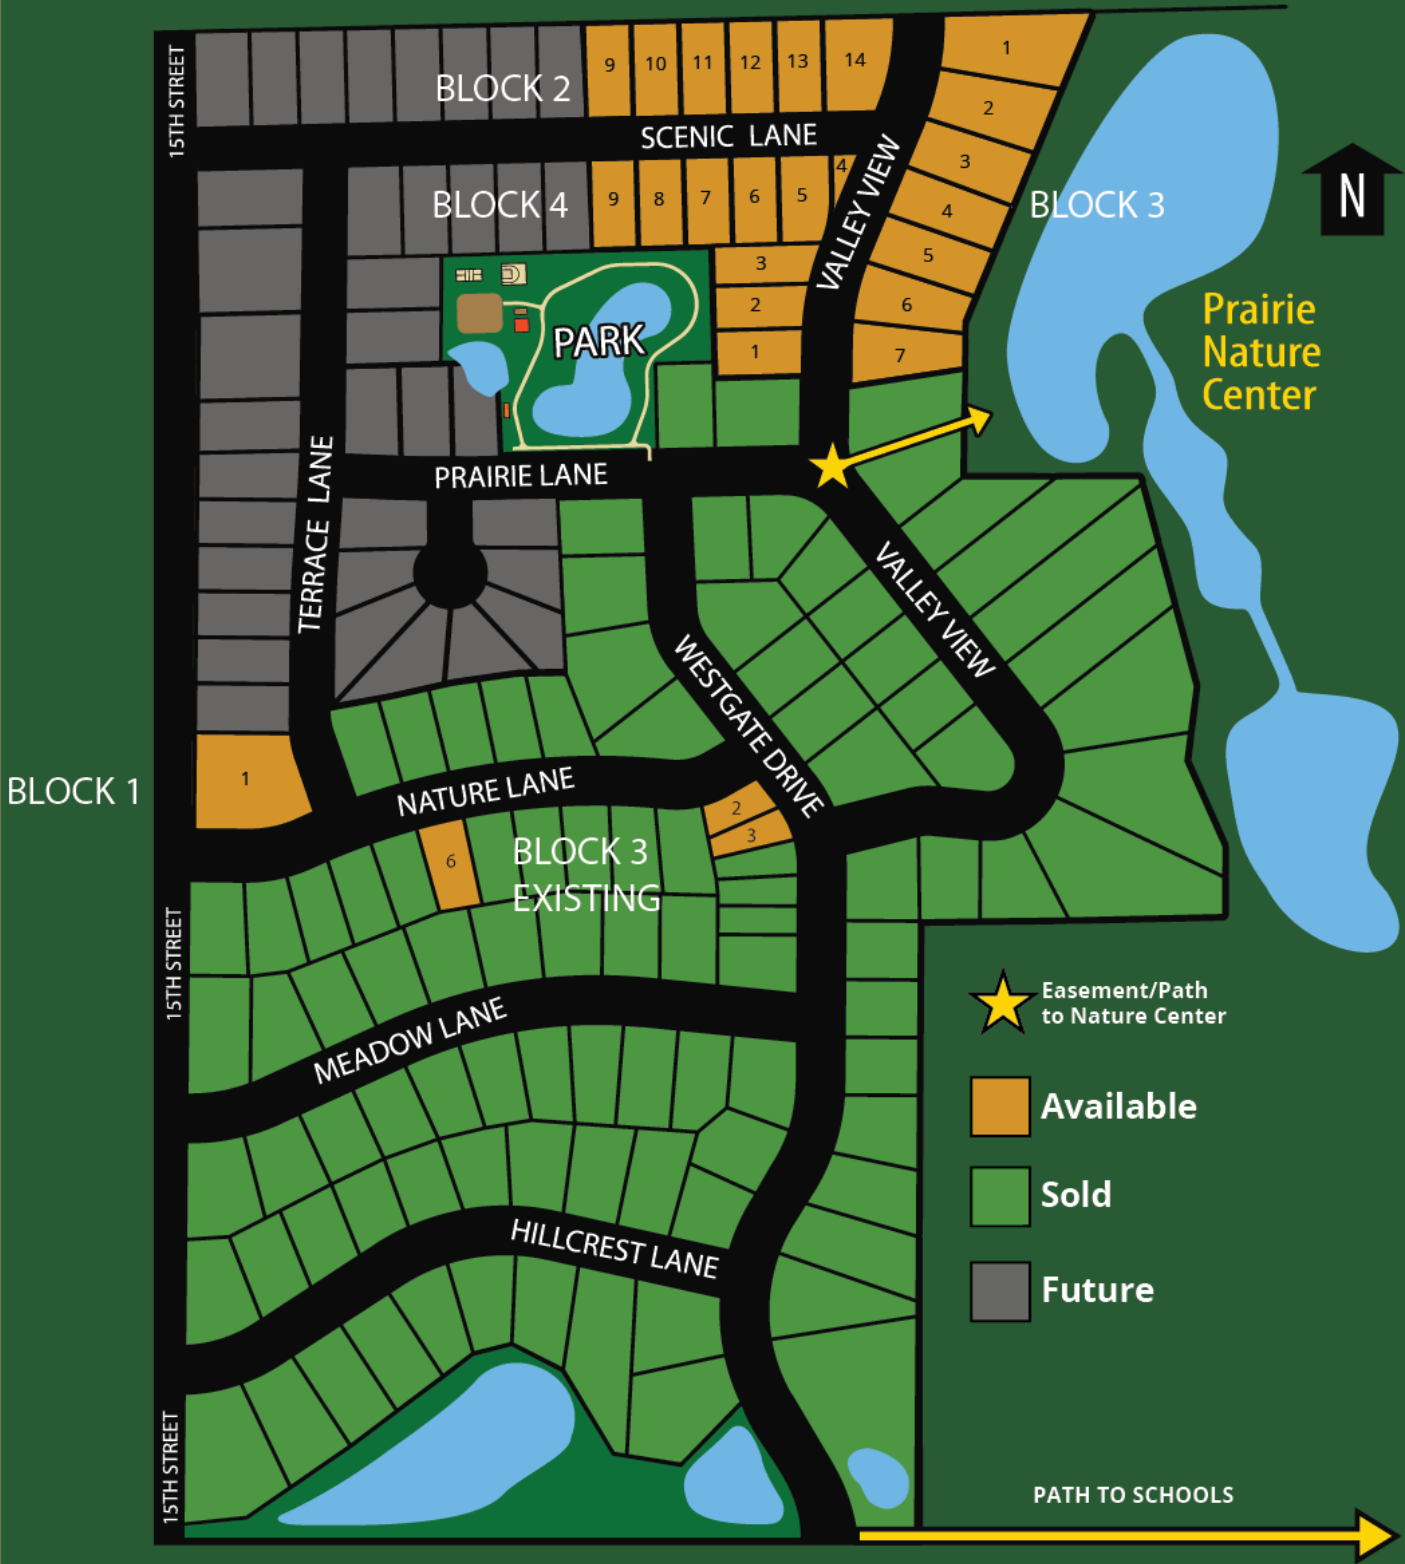 15TH STREET
BLOCK 2
9 10 11 12 13 14
1
2
3
4
5
6
7
SCENIC LANE
VALLEY VIEW
BLOCK 4
9 8 7 6 5 4
3
2
1
BLOCK 3
N
Prairie
Nature
Center
PARK
PRAIRIE LANE
TERRACE LANE
VALLEY VIEW
WESTGATE DRIVE
BLOCK 1
1
NATURE LANE
2
3
6
BLOCK 3
EXISTING
15TH STREET
MEADOW LANE
Easement/Path
to Nature Center
Available
Sold
Future
HILLCREST LANE
15TH STREET
PATH TO SCHOOLS